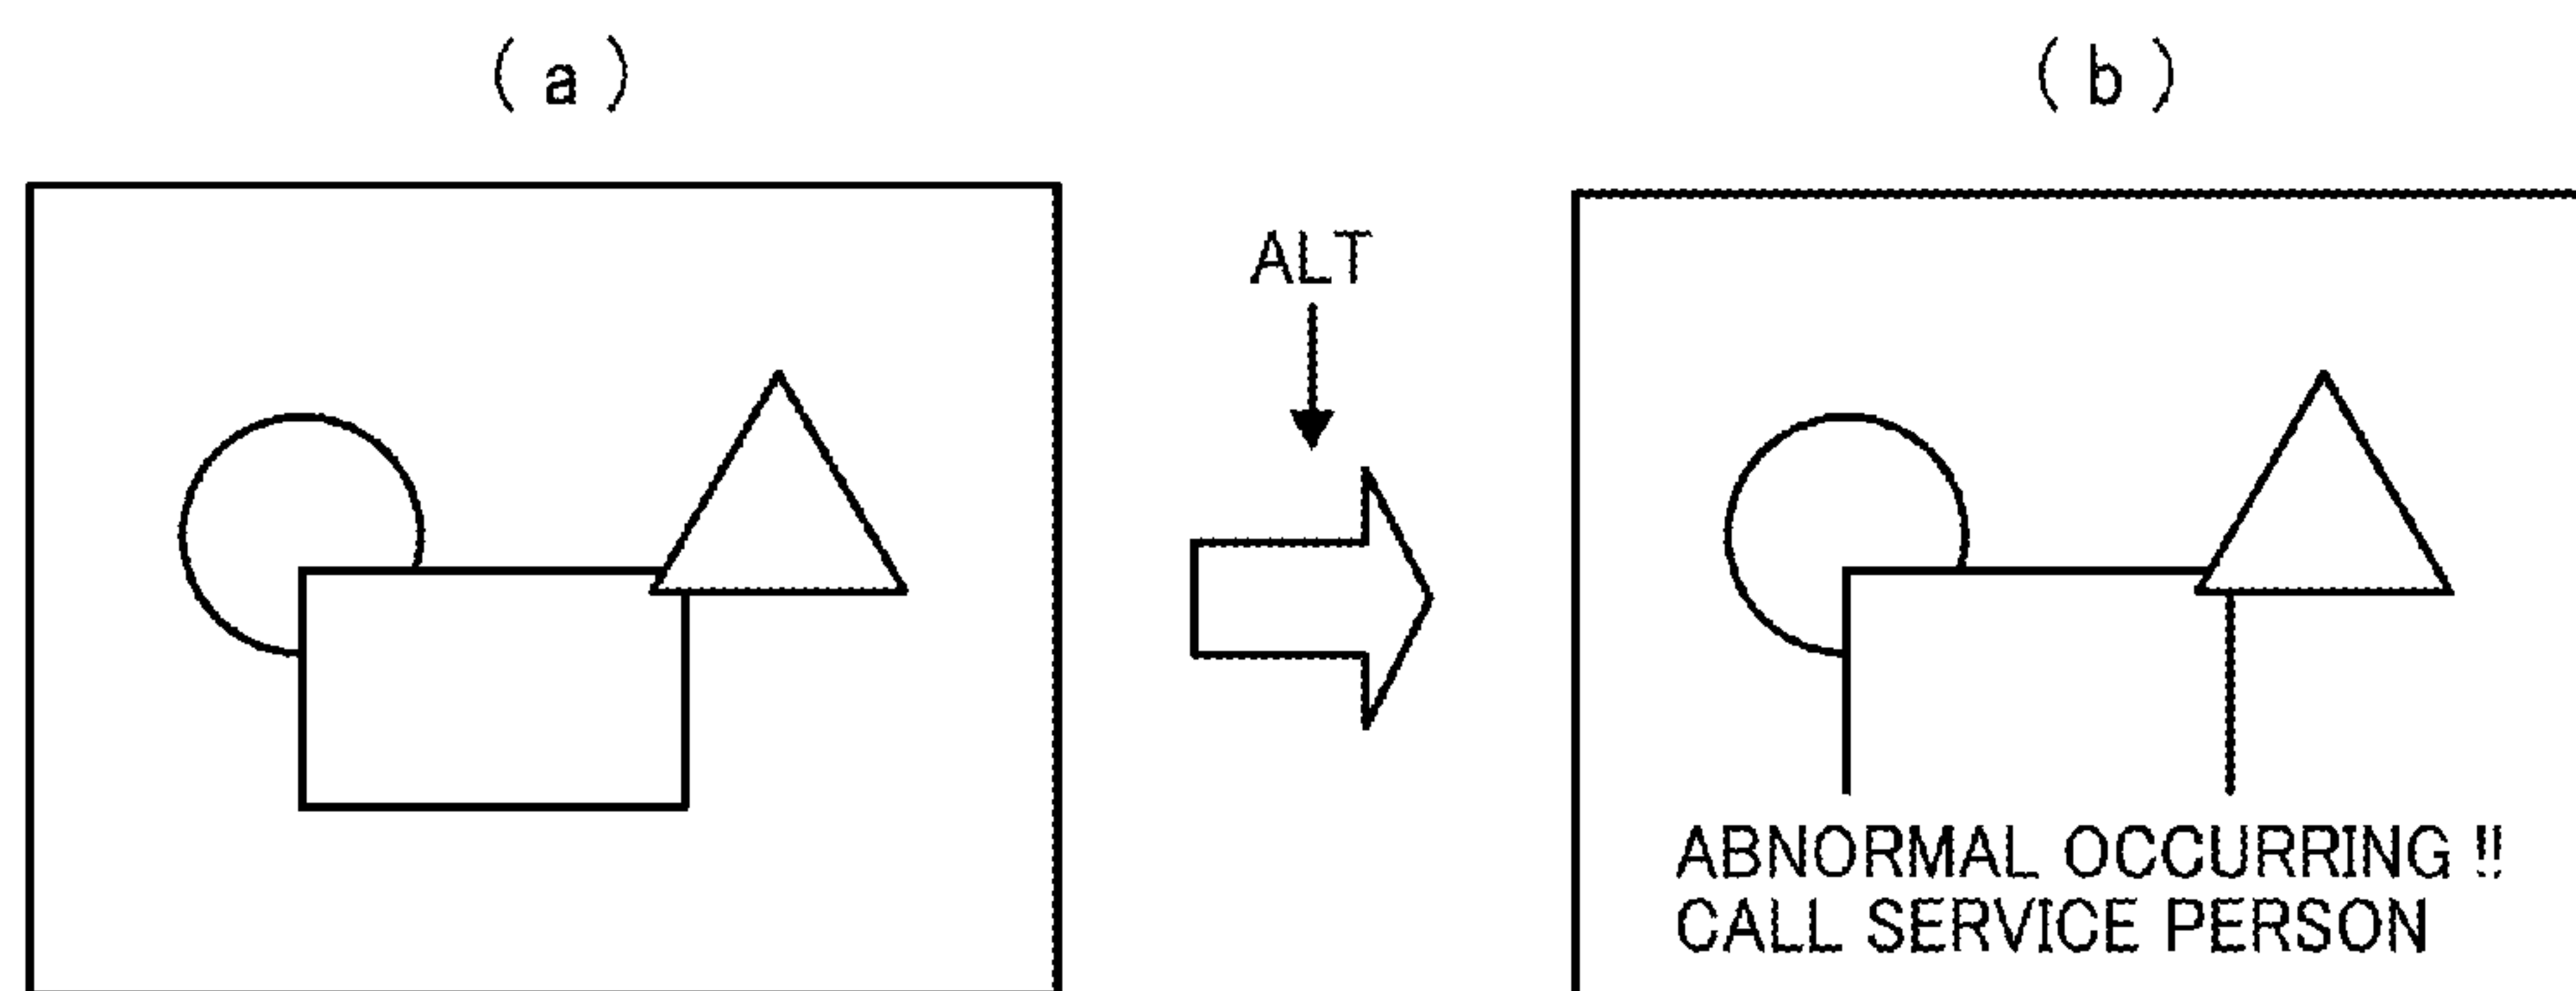 ( a )
( b )
ALT
ABNORMAL OCCURRING !!
CALL SERVICE PERSON